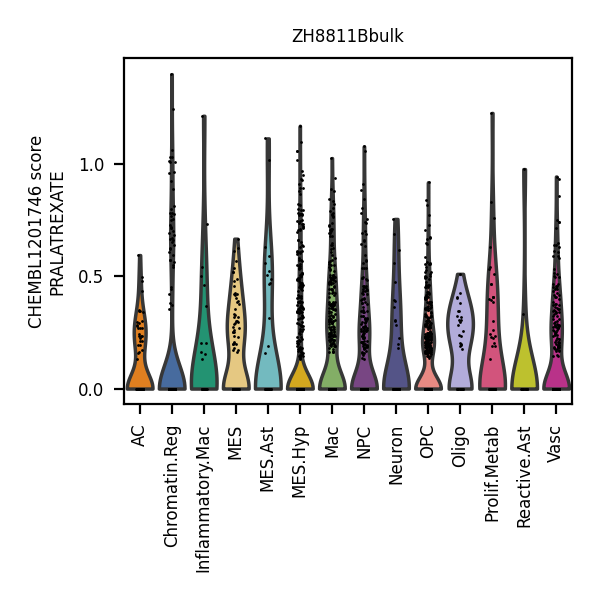 ZH8811Bbulk
CHEMBL1201746 score
PRALATREXATE
1.0
0.5
0.0
AC
Chromatin.Reg
Inflammatory.Mac
MES
MES.Ast
MES.Hyp
Mac
NPC
Neuron
OPC
Oligo
Prolif.Metab
Reactive.Ast
Vasc